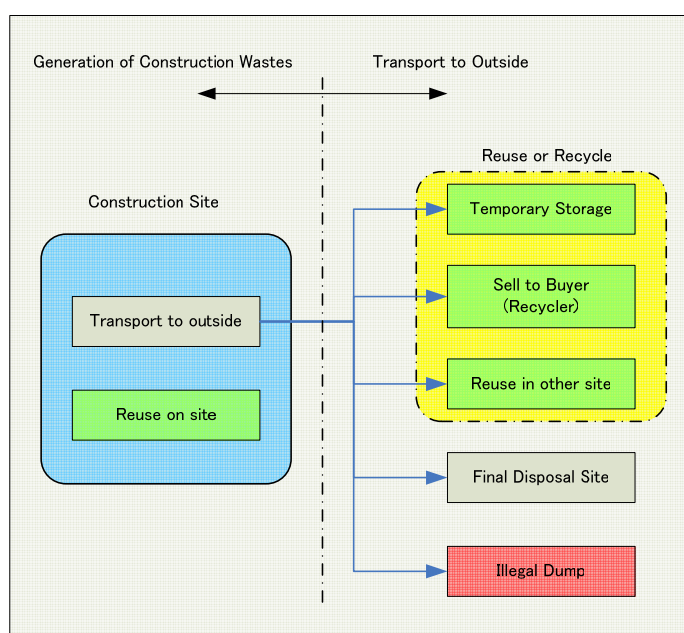 Generation of Construction Wastes
Transport to Outside
Reuse or Recycle
Construction Site
Temporary Storage
Sell to Buyer
(Recycler)
Transport to outside
Reuse in other site
Reuse on site
Final Disposal Site
Illegal Dump